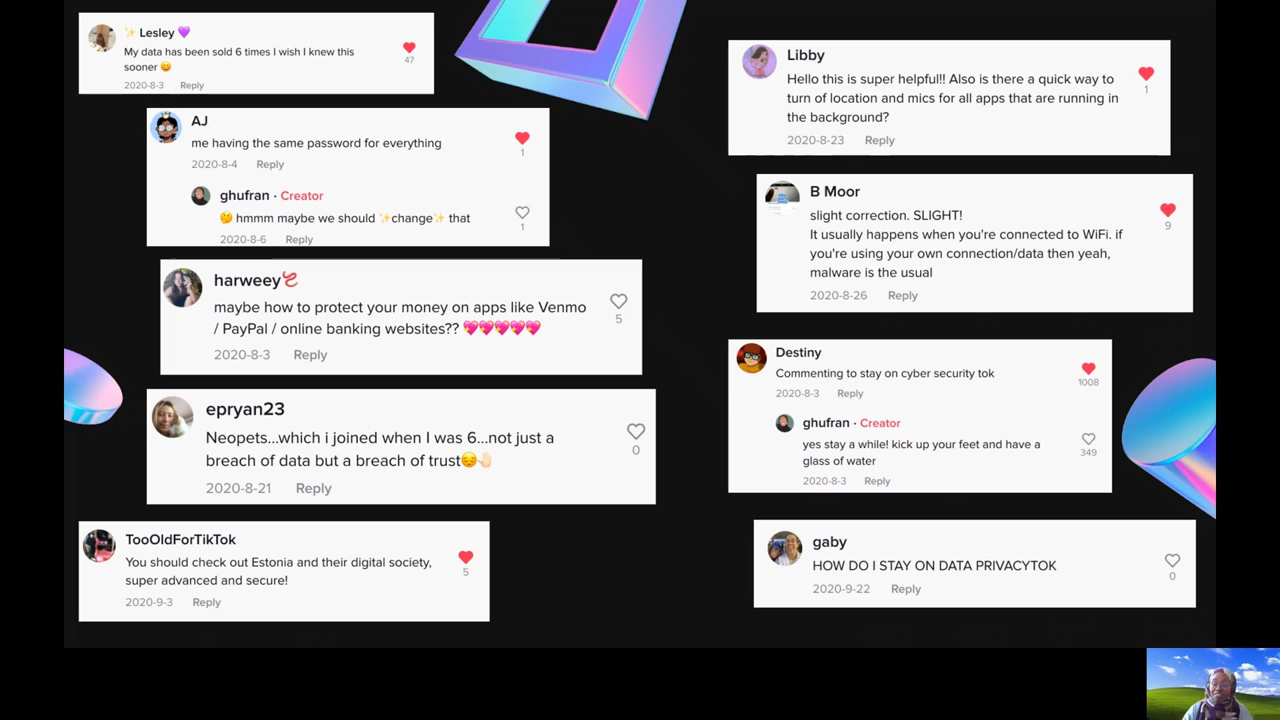 ✨ Lesley 💜
My data has been sold 6 times I wish I knew this
sooner 😀
47
2020-8-3 Reply
AJ
me having the same password for everything
1
2020-8-4 Reply
ghufran · Creator
🤔 hmmm maybe we should ✨change✨ that
1
2020-8-6 Reply
harweey
maybe how to protect your money on apps like Venmo
/ PayPal / online banking websites?? 💖💖💖💖💖
5
2020-8-3 Reply
epryan23
Neopets...which i joined when I was 6...not just a
breach of data but a breach of trust😔🤚🏻
0
2020-8-21 Reply
TooOldForTikTok
You should check out Estonia and their digital society,
super advanced and secure!
5
2020-9-3 Reply
Libby
Hello this is super helpful!! Also is there a quick way to
turn of location and mics for all apps that are running in
the background?
1
2020-8-23 Reply
B Moor
slight correction. SLIGHT!
It usually happens when you're connected to WiFi. if
you're using your own connection/data then yeah,
malware is the usual
9
2020-8-26 Reply
Destiny
Commenting to stay on cyber security tok
1008
2020-8-3 Reply
ghufran · Creator
yes stay a while! kick up your feet and have a
glass of water
349
2020-8-3 Reply
gaby
HOW DO I STAY ON DATA PRIVACYTOK
0
2020-9-22 Reply